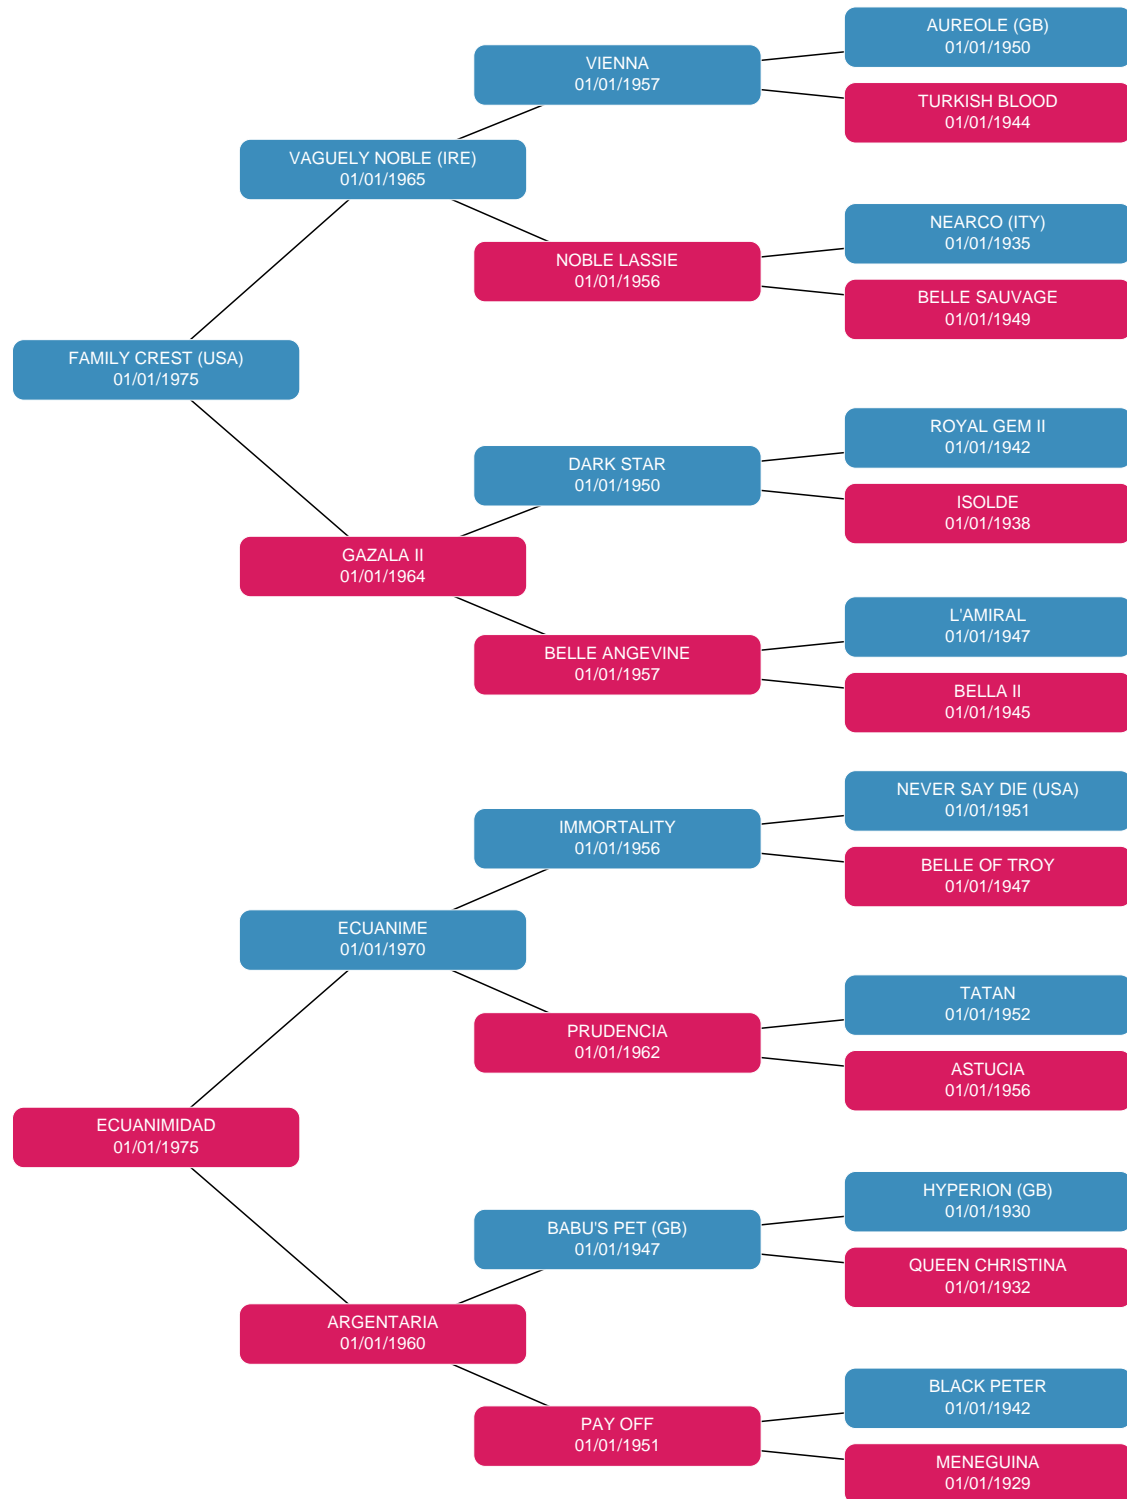 AUREOLE (GB)
01/01/1950
VIENNA
01/01/1957
TURKISH BLOOD
01/01/1944
VAGUELY NOBLE (IRE)
01/01/1965
NEARCO (ITY)
01/01/1935
NOBLE LASSIE
01/01/1956
BELLE SAUVAGE
01/01/1949
FAMILY CREST (USA)
01/01/1975
ROYAL GEM II
01/01/1942
DARK STAR
01/01/1950
ISOLDE
01/01/1938
GAZALA II
01/01/1964
L'AMIRAL
01/01/1947
BELLE ANGEVINE
01/01/1957
BELLA II
01/01/1945
NEVER SAY DIE (USA)
01/01/1951
IMMORTALITY
01/01/1956
BELLE OF TROY
01/01/1947
ECUANIME
01/01/1970
TATAN
01/01/1952
PRUDENCIA
01/01/1962
ASTUCIA
01/01/1956
ECUANIMIDAD
01/01/1975
HYPERION (GB)
01/01/1930
BABU'S PET (GB)
01/01/1947
QUEEN CHRISTINA
01/01/1932
ARGENTARIA
01/01/1960
BLACK PETER
01/01/1942
PAY OFF
01/01/1951
MENEGUINA
01/01/1929